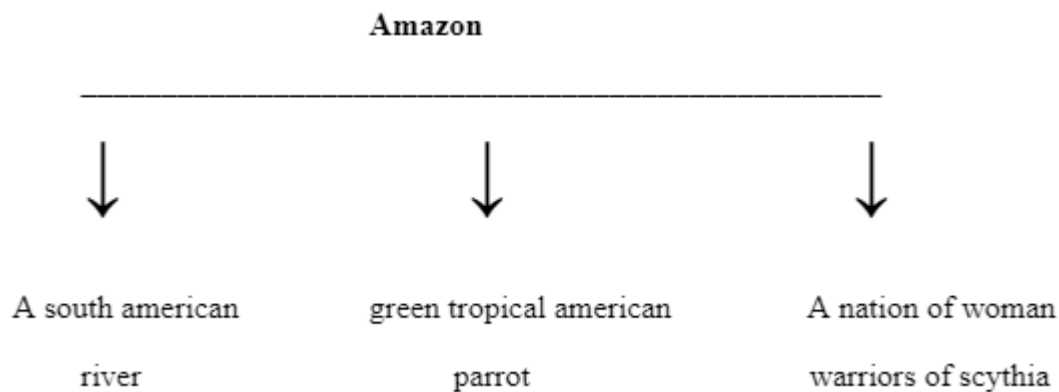 Amazon
A south american green tropical american A nation of woman
river parrot warriors of scythia